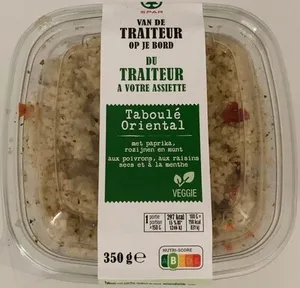 SPAR
VAN DE
TRAITEUR
OP JE BORD
DU
TRAITEUR
A VOTRE ASSIETTE
Taboulé
Oriental
met paprika,
rozijnen en munt
aux poivrons, aux raisins
secs et à la menthe
VEGGIE
350 g e
NUTRI-SCORE
B